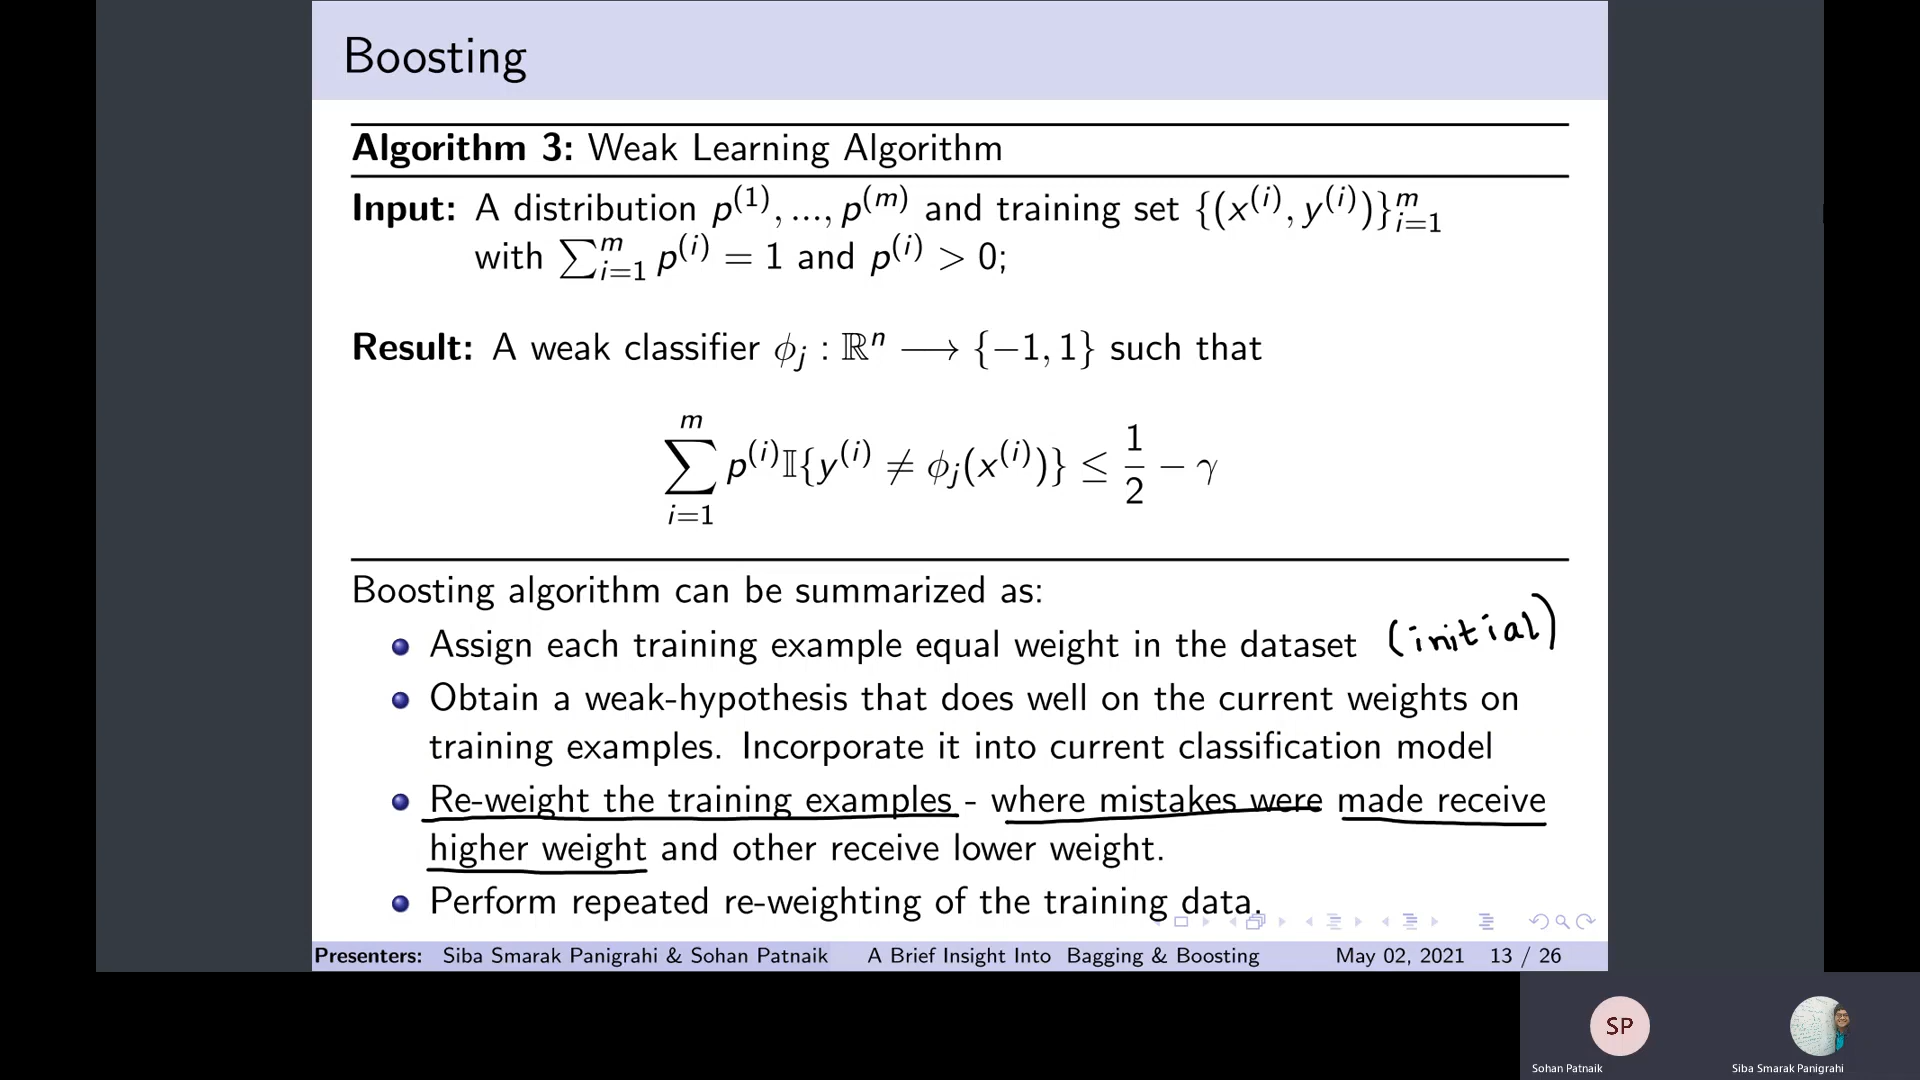 Boosting
Algorithm 3: Weak Learning Algorithm
Input: A distribution p^{(1)}, ..., p^{(m)} and training set {(x^{(i)}, y^{(i)})}_{i=1}^{m}
with ∑_{i=1}^{m} p^{(i)} = 1 and p^{(i)} > 0;
Result: A weak classifier ϕ_j : ℝ^n ⟶ {−1, 1} such that
∑_{i=1}^{m} p^{(i)} 𝕀{y^{(i)} ≠ ϕ_j(x^{(i)})} ≤ 1/2 − γ
Boosting algorithm can be summarized as:
Assign each training example equal weight in the dataset (initial)
Obtain a weak-hypothesis that does well on the current weights on
training examples. Incorporate it into current classification model
Re-weight the training examples - where mistakes were made receive
higher weight and other receive lower weight.
Perform repeated re-weighting of the training data.
Presenters: Siba Smarak Panigrahi & Sohan Patnaik A Brief Insight Into Bagging & Boosting May 02, 2021 13 / 26
SP
Sohan Patnaik Siba Smarak Panigrahi